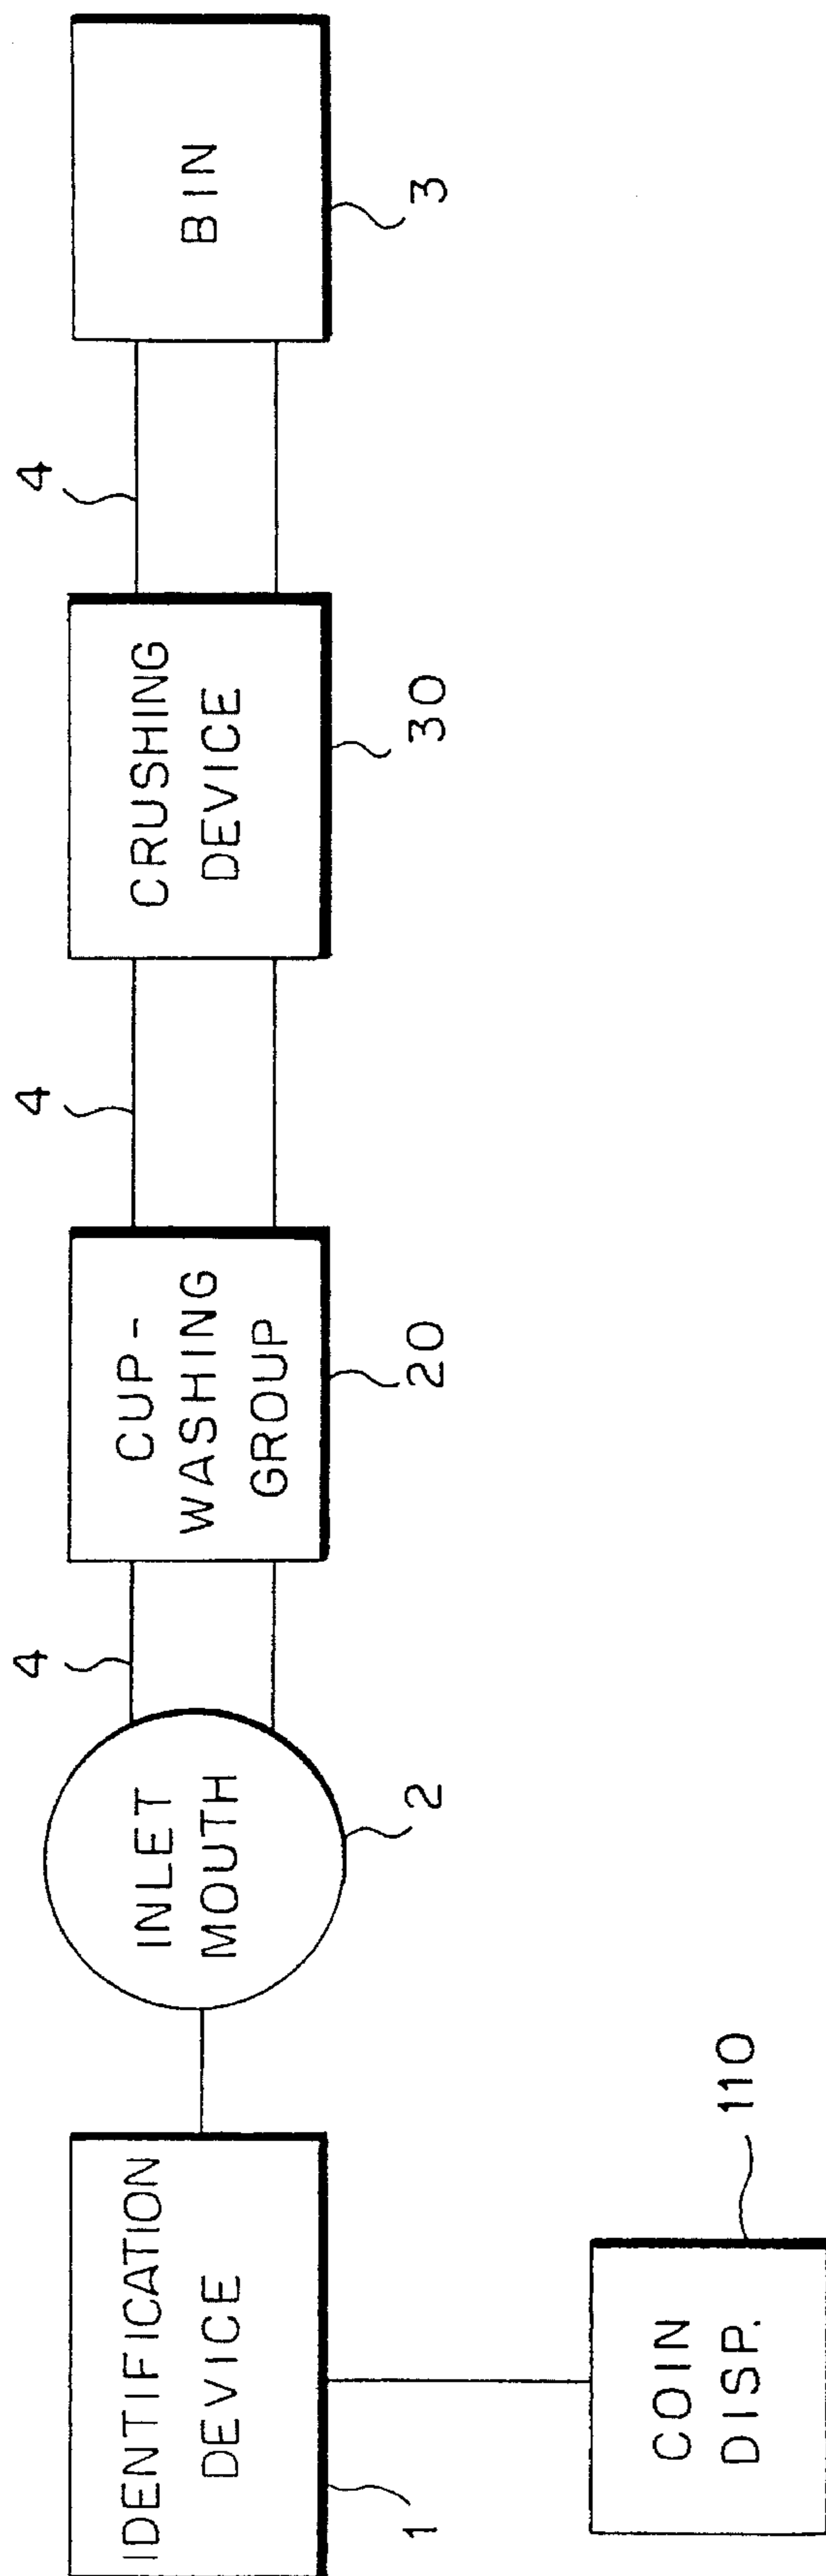 IDENTIFICATION
DEVICE
1
COIN
DISP.
110
INLET
MOUTH
2
4
CUP-
WASHING
GROUP
20
4
CRUSHING
DEVICE
30
4
BIN
3